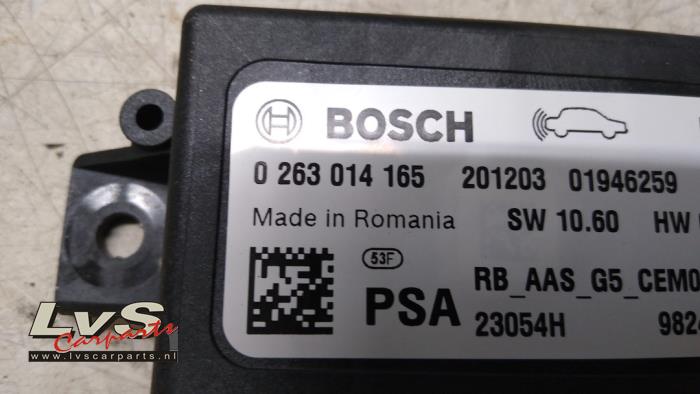 BOSCH
0 263 014 165 201203 01946259
Made in Romania SW 10.60 HW
53F
PSA
RB_AAS_G5_CEM0
23054H 982
LvS
Carparts
www.lvscarparts.nl